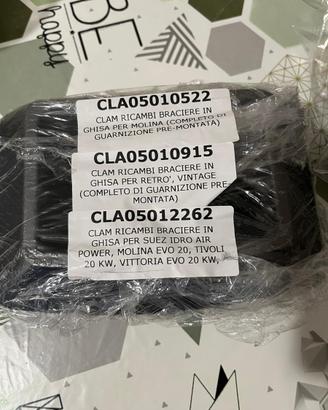 be
happy
BE.
CLA05010522
CLAM RICAMBI BRACIERE IN
GHISA PER MOLINA (COMPLETO DI
GUARNIZIONE PRE-MONTATA)
CLA05010915
CLAM RICAMBI BRACIERE IN
GHISA PER RETRO', VINTAGE
(COMPLETO DI GUARNIZIONE PRE
MONTATA)
CLA05012262
CLAM RICAMBI BRACIERE IN
GHISA PER SUEZ IDRO AIR
POWER, MOLINA EVO 20, TIVOLI
20 KW, VITTORIA EVO 20 KW,